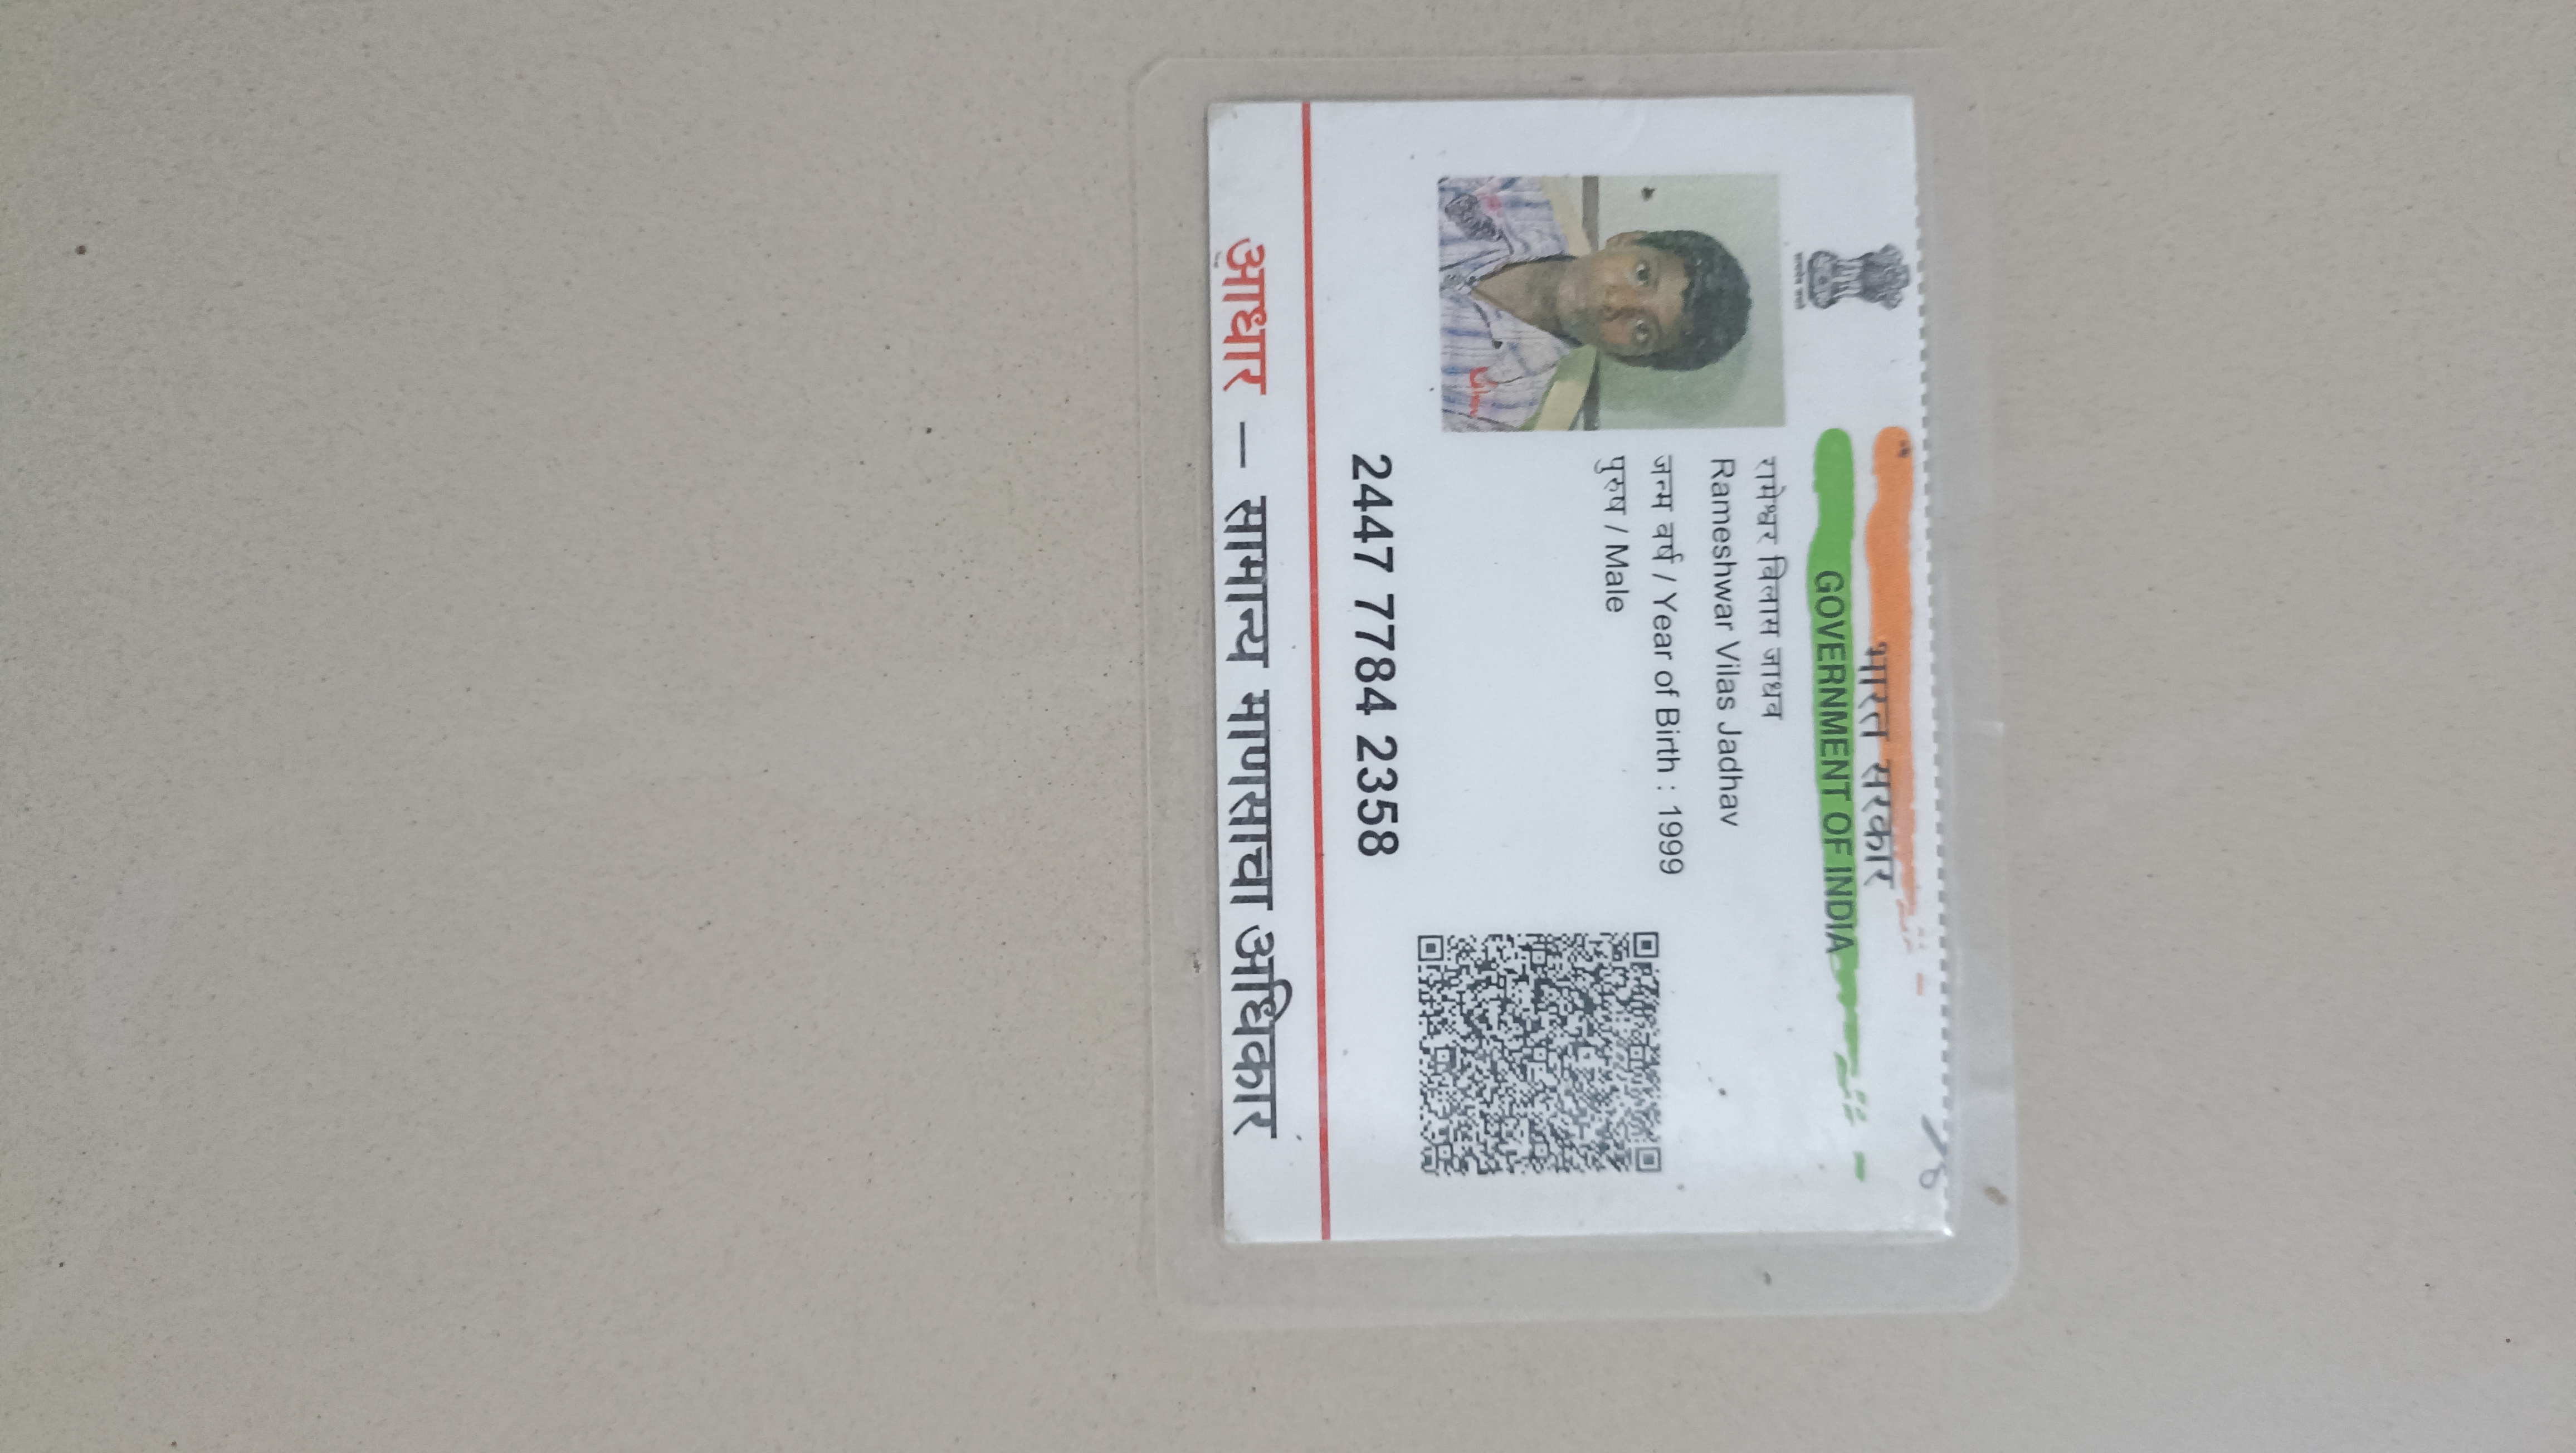 भारत सरकार
GOVERNMENT OF INDIA
रामेश्वर विलास जाधव
Rameshwar Vilas Jadhav
जन्म वर्ष / Year of Birth : 1999
पुरुष / Male
2447 7784 2358
आधार – सामान्य माणसाचा अधिकार